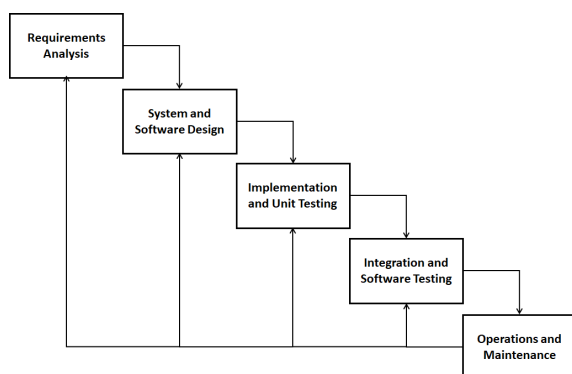 Requirements
Analysis
System and
Software Design
Implementation
and Unit Testing
Integration and
Software Testing
Operations and
Maintenance